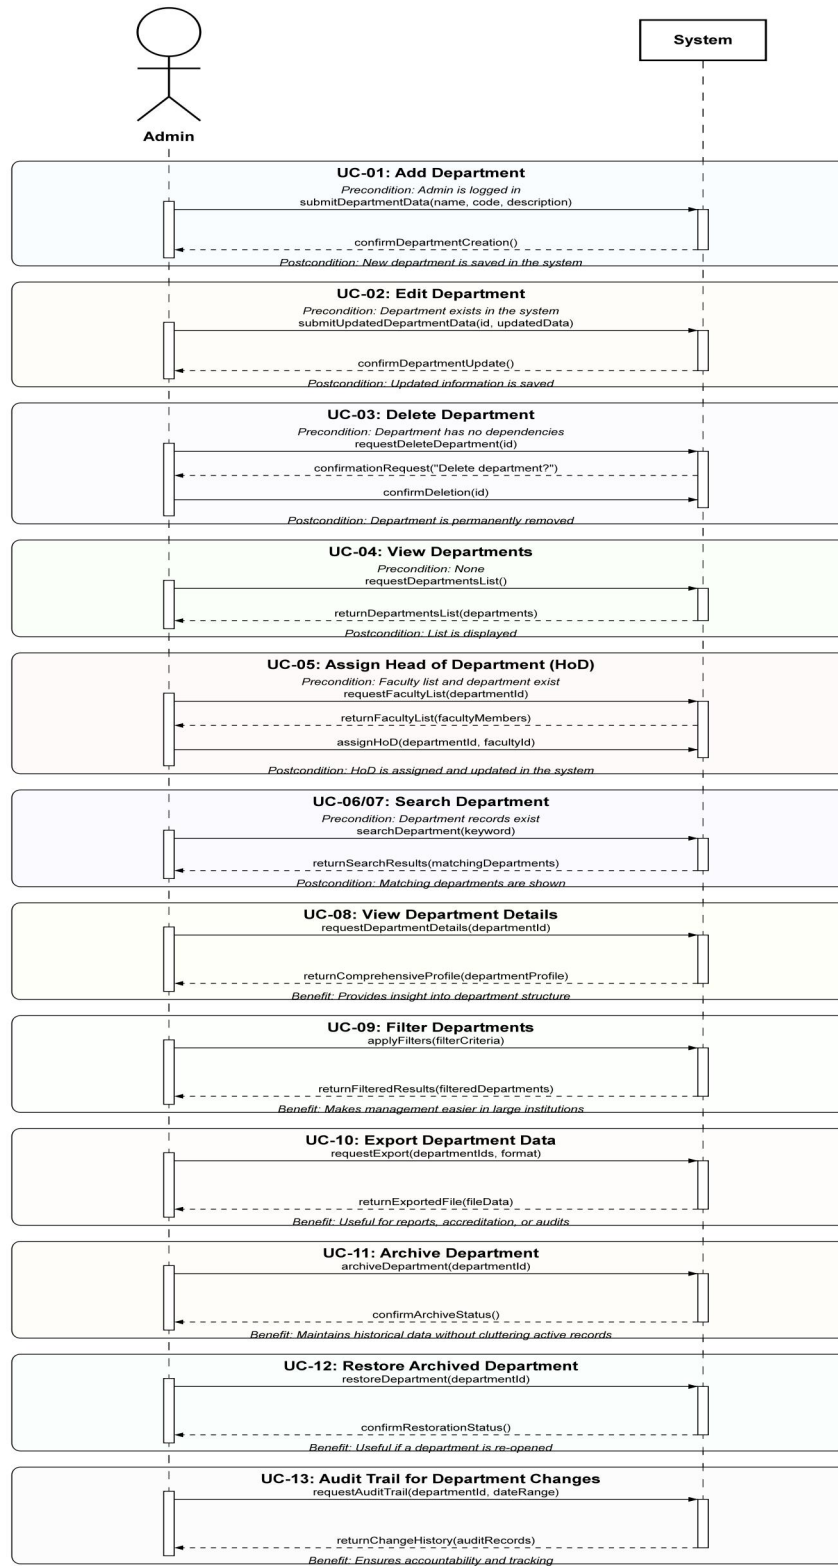 System
Admin
UC-01: Add Department
Precondition: Admin is logged in
submitDepartmentData(name, code, description)
confirmDepartmentCreation()
Postcondition: New department is saved in the system
UC-02: Edit Department
Precondition: Department exists in the system
submitUpdatedDepartmentData(id, updatedData)
confirmDepartmentUpdate()
Postcondition: Updated information is saved
UC-03: Delete Department
Precondition: Department has no dependencies
requestDeleteDepartment(id)
confirmationRequest("Delete department?")
confirmDeletion(id)
Postcondition: Department is permanently removed
UC-04: View Departments
Precondition: None
requestDepartmentsList()
returnDepartmentsList(departments)
Postcondition: List is displayed
UC-05: Assign Head of Department (HoD)
Precondition: Faculty list and department exist
requestFacultyList(departmentId)
returnFacultyList(facultyMembers)
assignHoD(departmentId, facultyId)
Postcondition: HoD is assigned and updated in the system
UC-06/07: Search Department
Precondition: Department records exist
searchDepartment(keyword)
returnSearchResults(matchingDepartments)
Postcondition: Matching departments are shown
UC-08: View Department Details
requestDepartmentDetails(departmentId)
returnComprehensiveProfile(departmentProfile)
Benefit: Provides insight into department structure
UC-09: Filter Departments
applyFilters(filterCriteria)
returnFilteredResults(filteredDepartments)
Benefit: Makes management easier in large institutions
UC-10: Export Department Data
requestExport(departmentIds, format)
returnExportedFile(fileData)
Benefit: Useful for reports, accreditation, or audits
UC-11: Archive Department
archiveDepartment(departmentId)
confirmArchiveStatus()
Benefit: Maintains historical data without cluttering active records
UC-12: Restore Archived Department
restoreDepartment(departmentId)
confirmRestorationStatus()
Benefit: Useful if a department is re-opened
UC-13: Audit Trail for Department Changes
requestAuditTrail(departmentId, dateRange)
returnChangeHistory(auditRecords)
Benefit: Ensures accountability and tracking